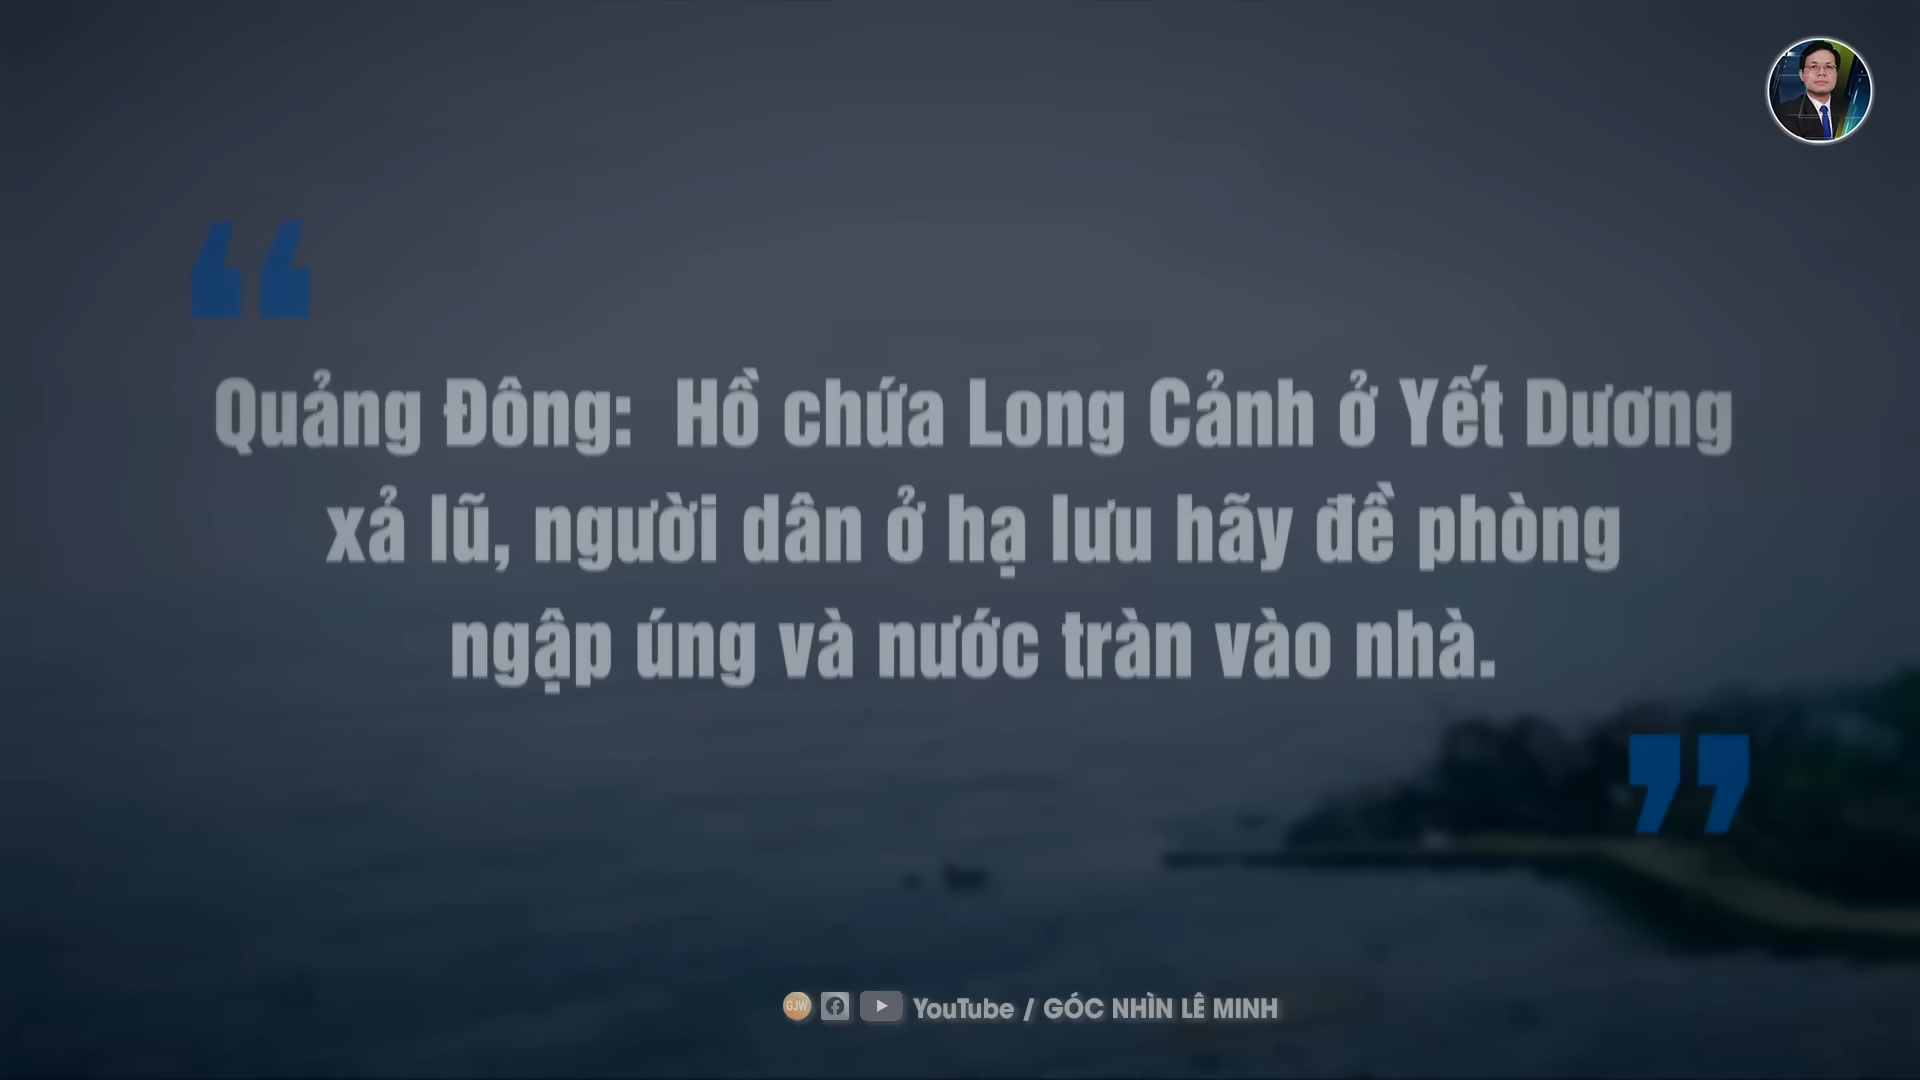 “
Quảng Đông: Hồ chứa Long Cảnh ở Yết Dương
xả lũ, người dân ở hạ lưu hãy đề phòng
ngập úng và nước tràn vào nhà.
”
GJW YouTube / GÓC NHÌN LÊ MINH